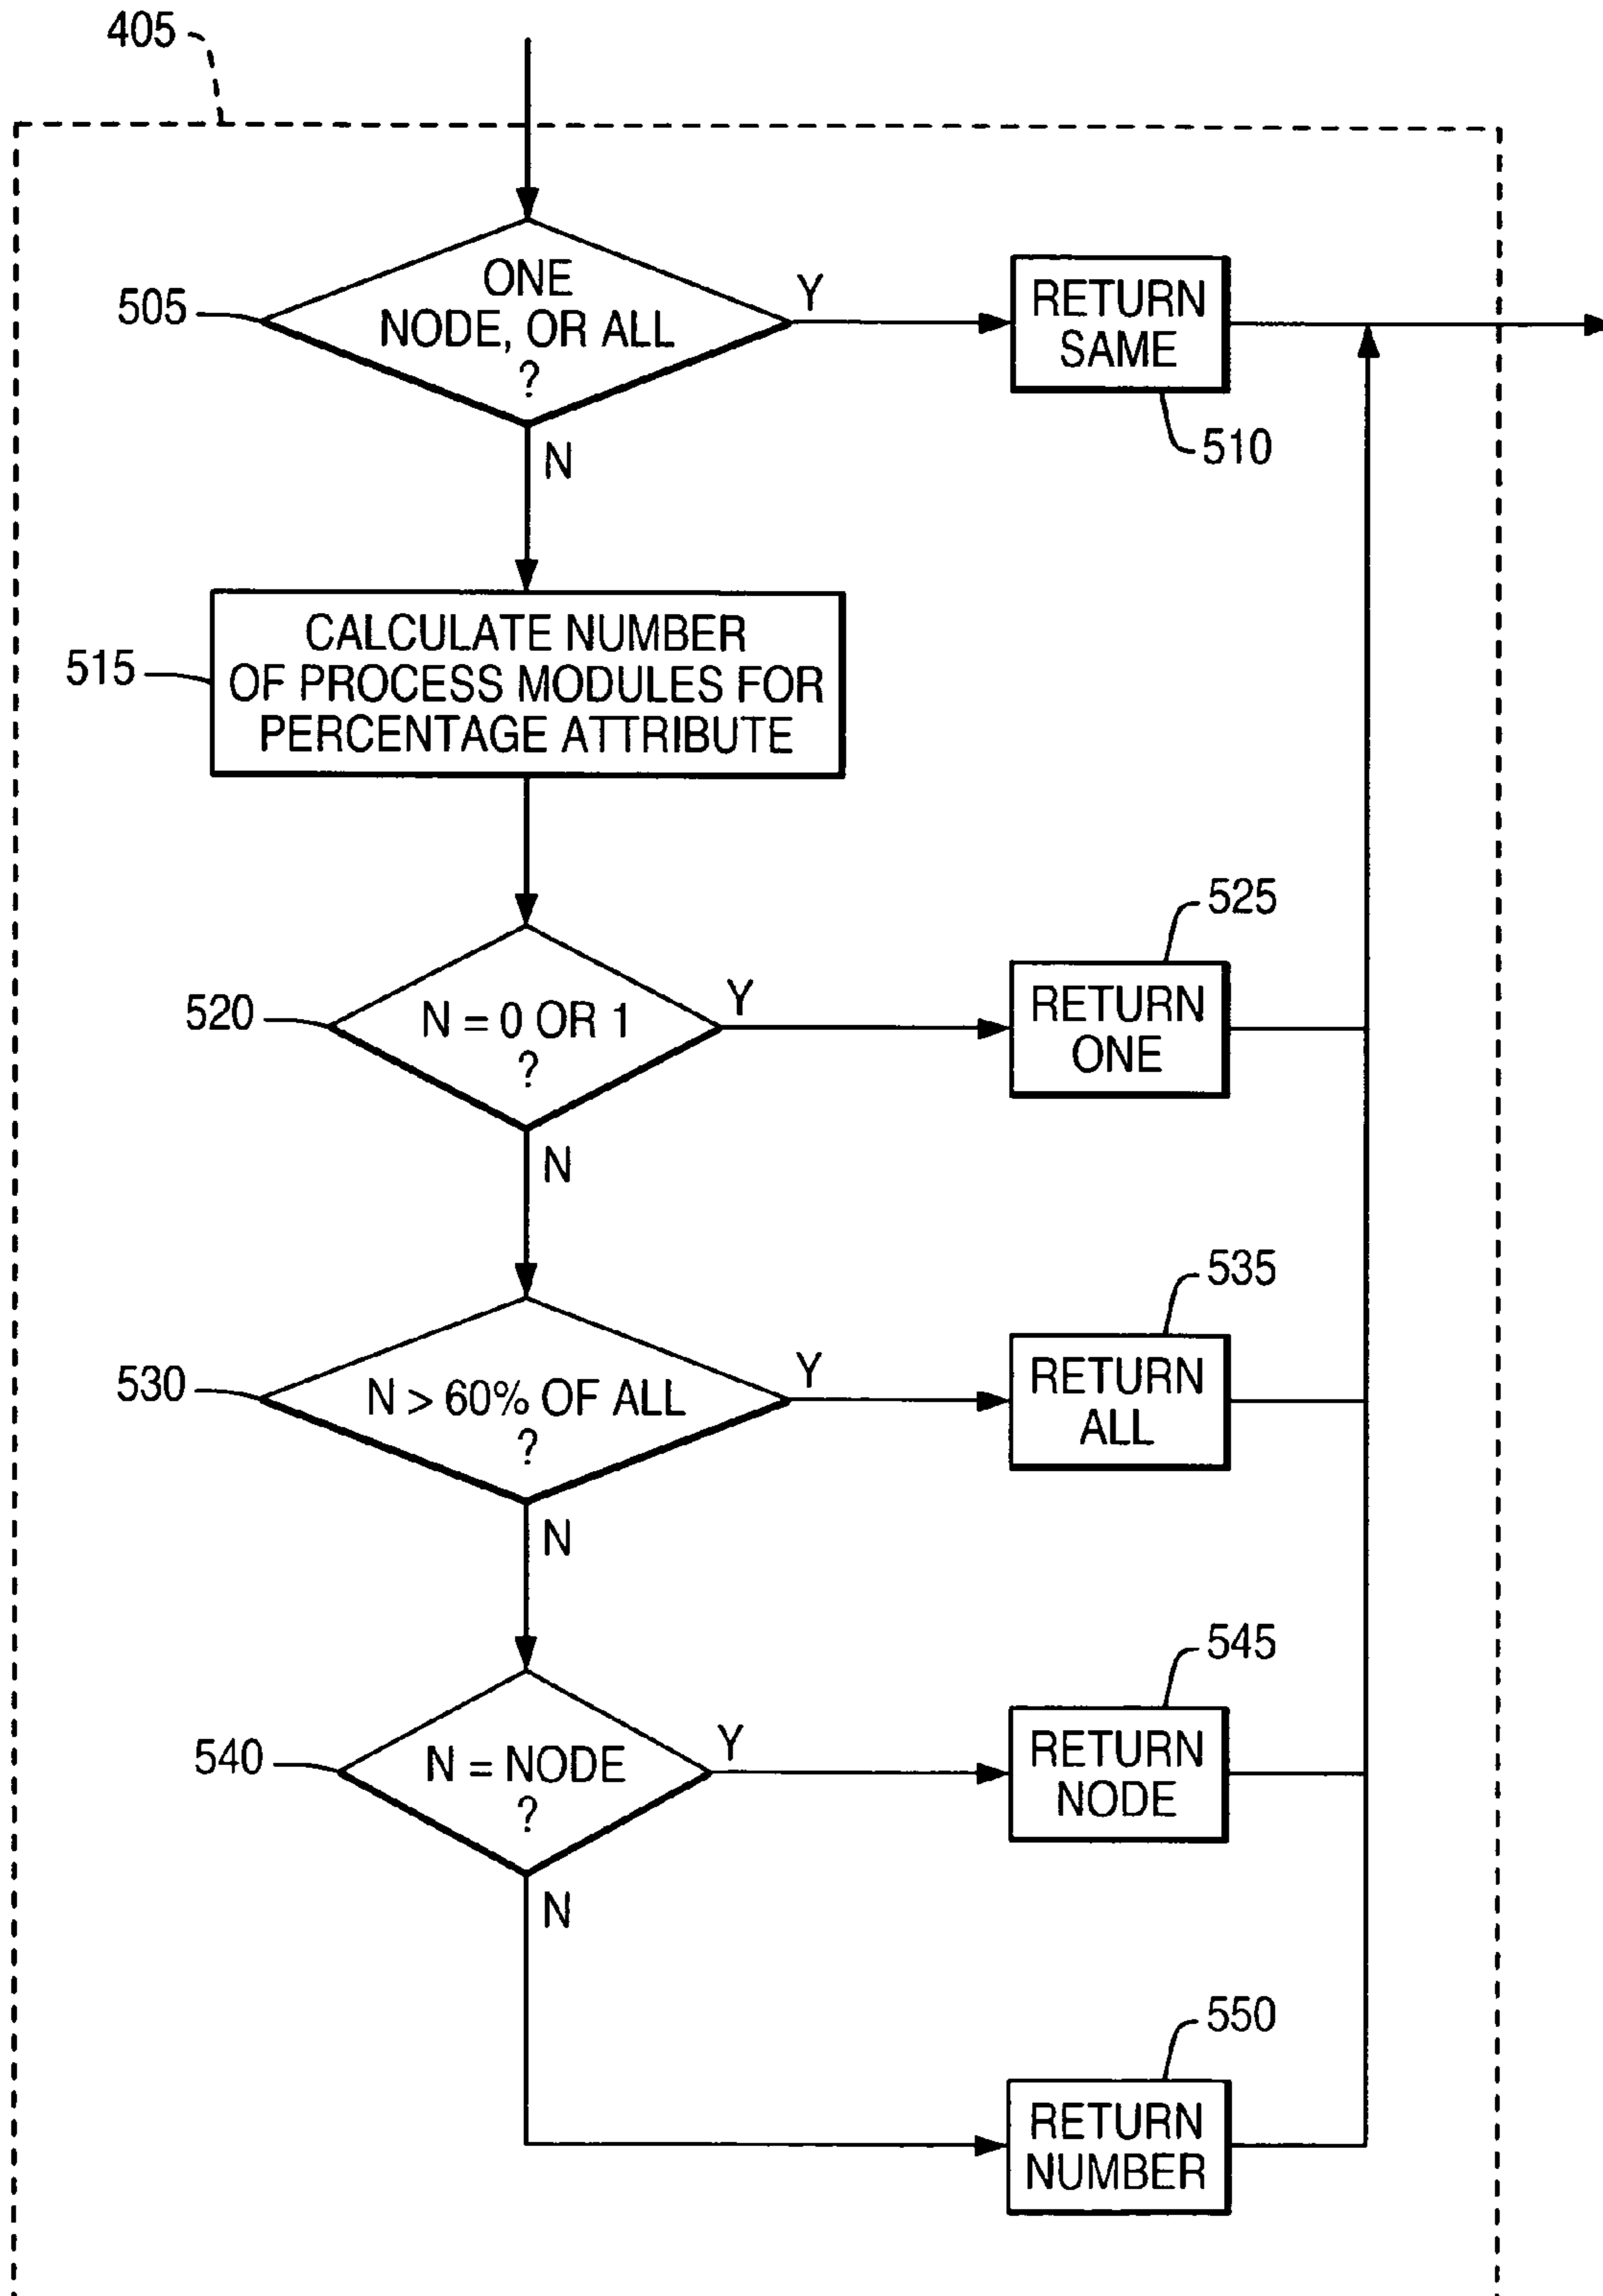 405
505
ONE
NODE, OR ALL
?
Y
RETURN
SAME
510
N
515
CALCULATE NUMBER
OF PROCESS MODULES FOR
PERCENTAGE ATTRIBUTE
520
N = 0 OR 1
?
Y
525
RETURN
ONE
N
530
N > 60% OF ALL
?
Y
535
RETURN
ALL
N
540
N = NODE
?
Y
545
RETURN
NODE
N
550
RETURN
NUMBER